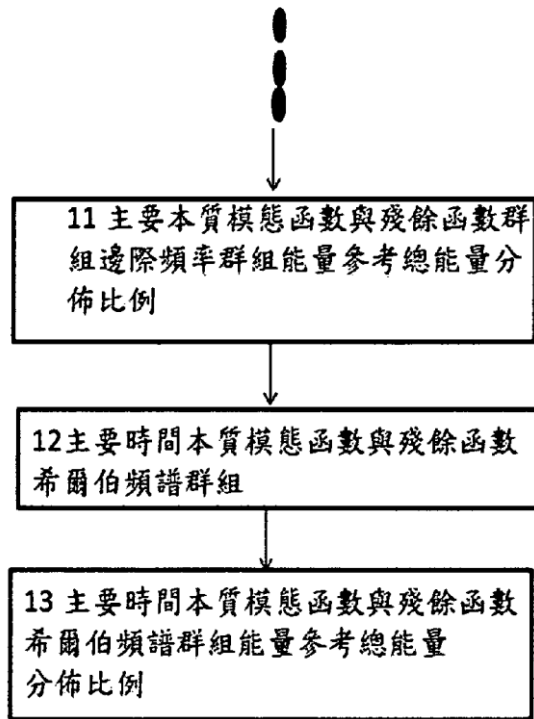 11 主要本質模態函數與殘餘函數群
組邊際頻率群組能量參考總能量分
佈比例
12主要時間本質模態函數與殘餘函數
希爾伯頻譜群組
13 主要時間本質模態函數與殘餘函數
希爾伯頻譜群組能量參考總能量
分佈比例